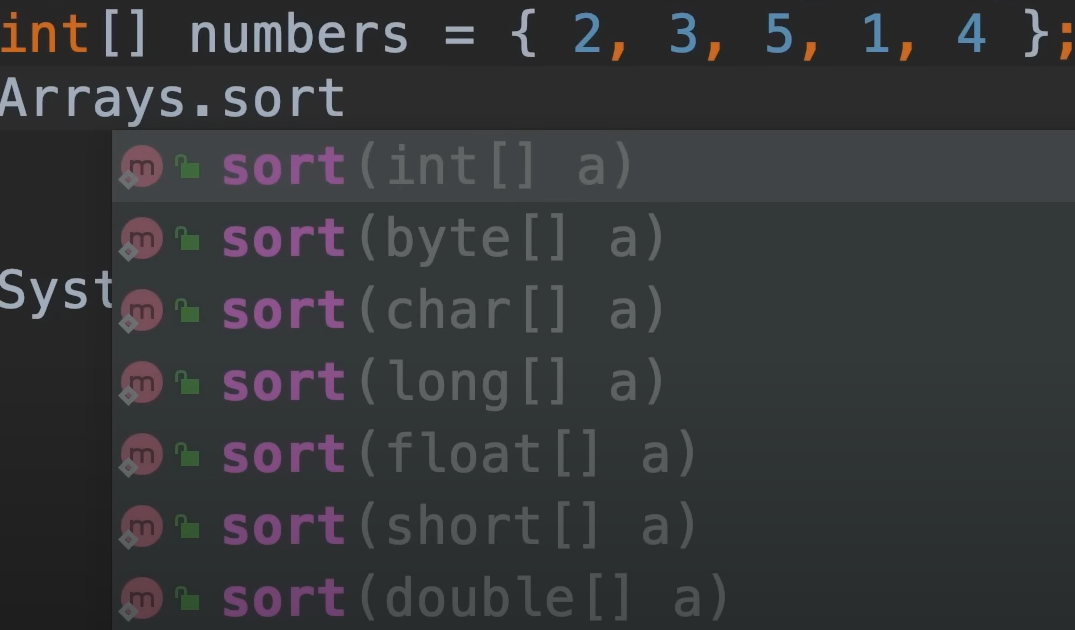 int[] numbers = { 2, 3, 5, 1, 4 };
Arrays.sort
m sort(int[] a)
m sort(byte[] a)
Syst
m sort(char[] a)
m sort(long[] a)
m sort(float[] a)
m sort(short[] a)
m sort(double[] a)